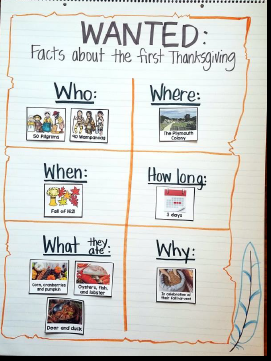 WANTED:
Facts about the first Thanksgiving
Who:
50 Pilgrims
90 Wampanoag
Where:
The Plymouth
Colony
When:
Fall of 1621
How long:
3 days
What they ate:
Corn, cranberries
and pumpkin
Oysters, fish,
and lobster
Deer and duck
Why:
To celebrate